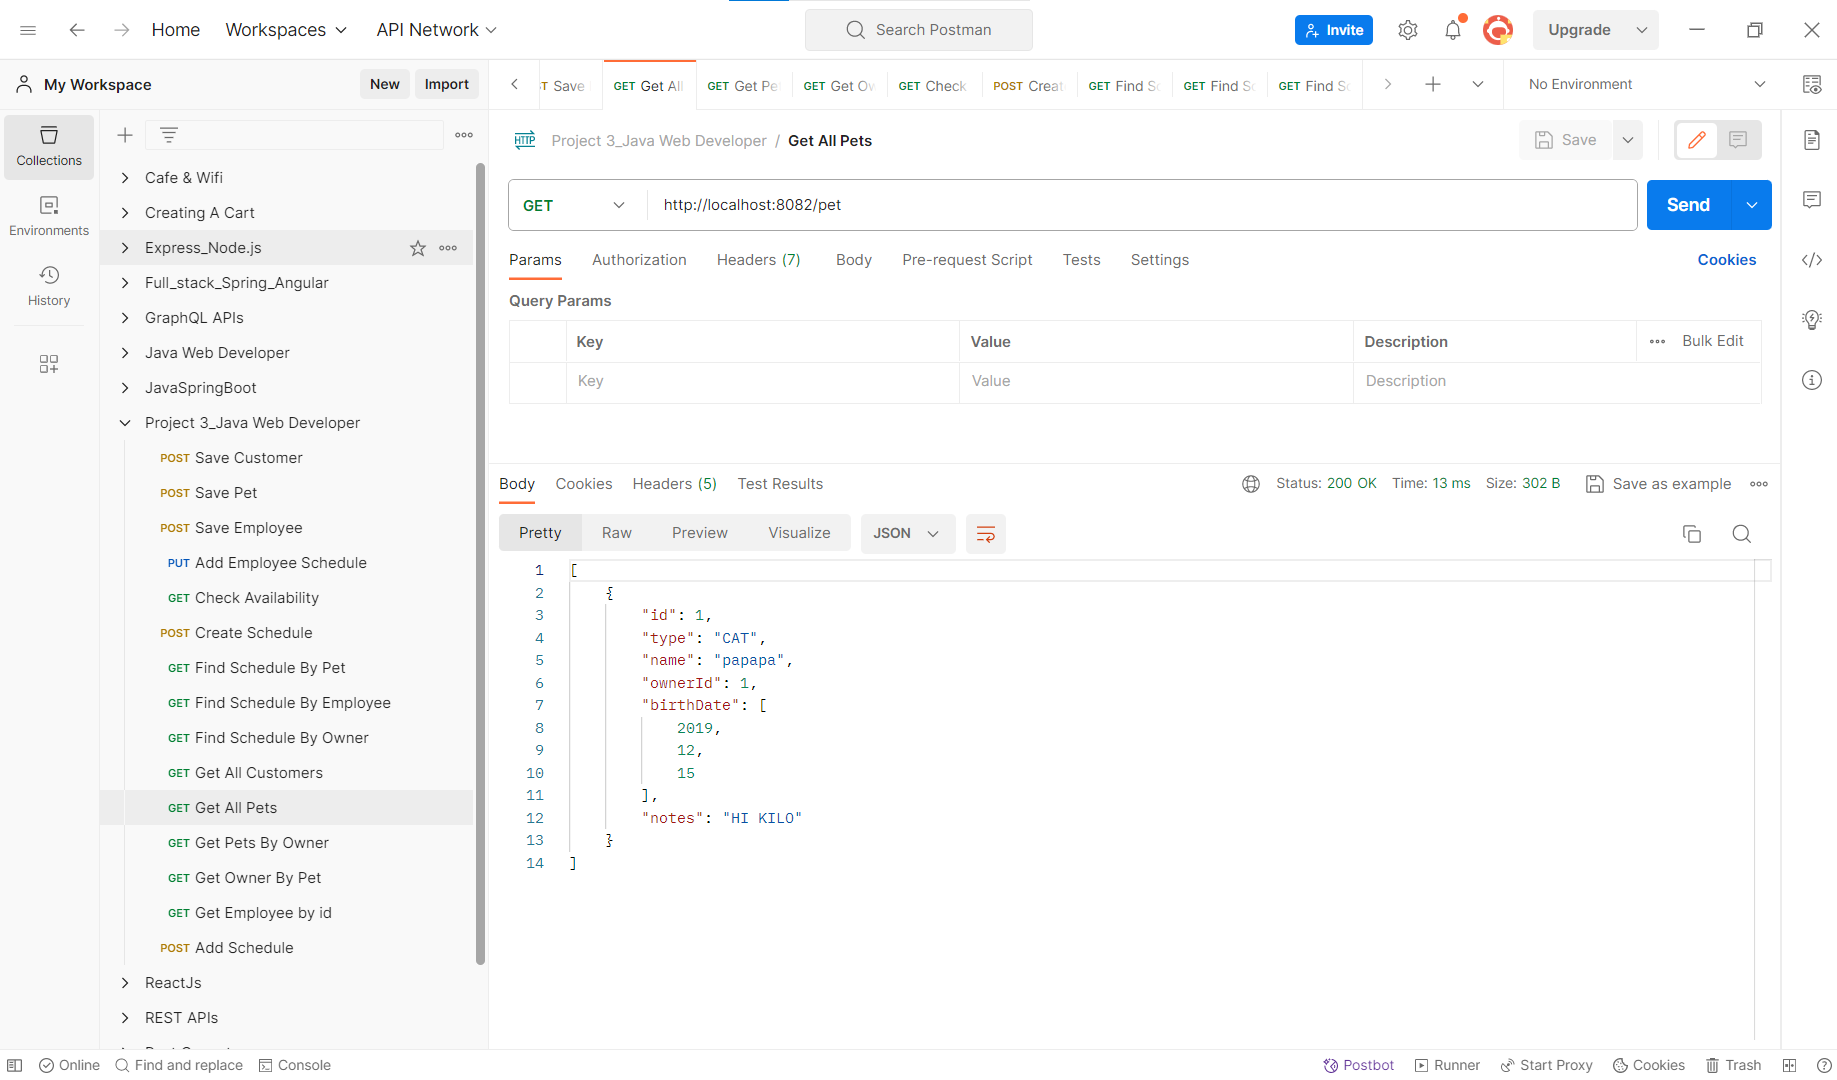 Home
Workspaces
API Network
Search Postman
Invite
Upgrade
My Workspace
New
Import
Save
GET Get All
GET Get Pe
GET Get Ow
GET Check
POST Creat
GET Find Sc
GET Find Sc
GET Find Sc
No Environment
Collections
Environments
History
Cafe & Wifi
Creating A Cart
Express_Node.js
Full_stack_Spring_Angular
GraphQL APIs
Java Web Developer
JavaSpringBoot
Project 3_Java Web Developer
POST Save Customer
POST Save Pet
POST Save Employee
PUT Add Employee Schedule
GET Check Availability
POST Create Schedule
GET Find Schedule By Pet
GET Find Schedule By Employee
GET Find Schedule By Owner
GET Get All Customers
GET Get All Pets
GET Get Pets By Owner
GET Get Owner By Pet
GET Get Employee by id
POST Add Schedule
ReactJs
REST APIs
HTTP Project 3_Java Web Developer / Get All Pets
Save
GET http://localhost:8082/pet
Send
Params Authorization Headers (7) Body Pre-request Script Tests Settings
Cookies
Query Params
Key Value Description Bulk Edit
Key Value Description
Body Cookies Headers (5) Test Results
Status: 200 OK Time: 13 ms Size: 302 B Save as example
Pretty Raw Preview Visualize JSON
1 [
2 {
3 "id": 1,
4 "type": "CAT",
5 "name": "papapa",
6 "ownerId": 1,
7 "birthDate": [
8 2019,
9 12,
10 15
11 ],
12 "notes": "HI KILO"
13 }
14 ]
Online Find and replace Console
Postbot Runner Start Proxy Cookies Trash